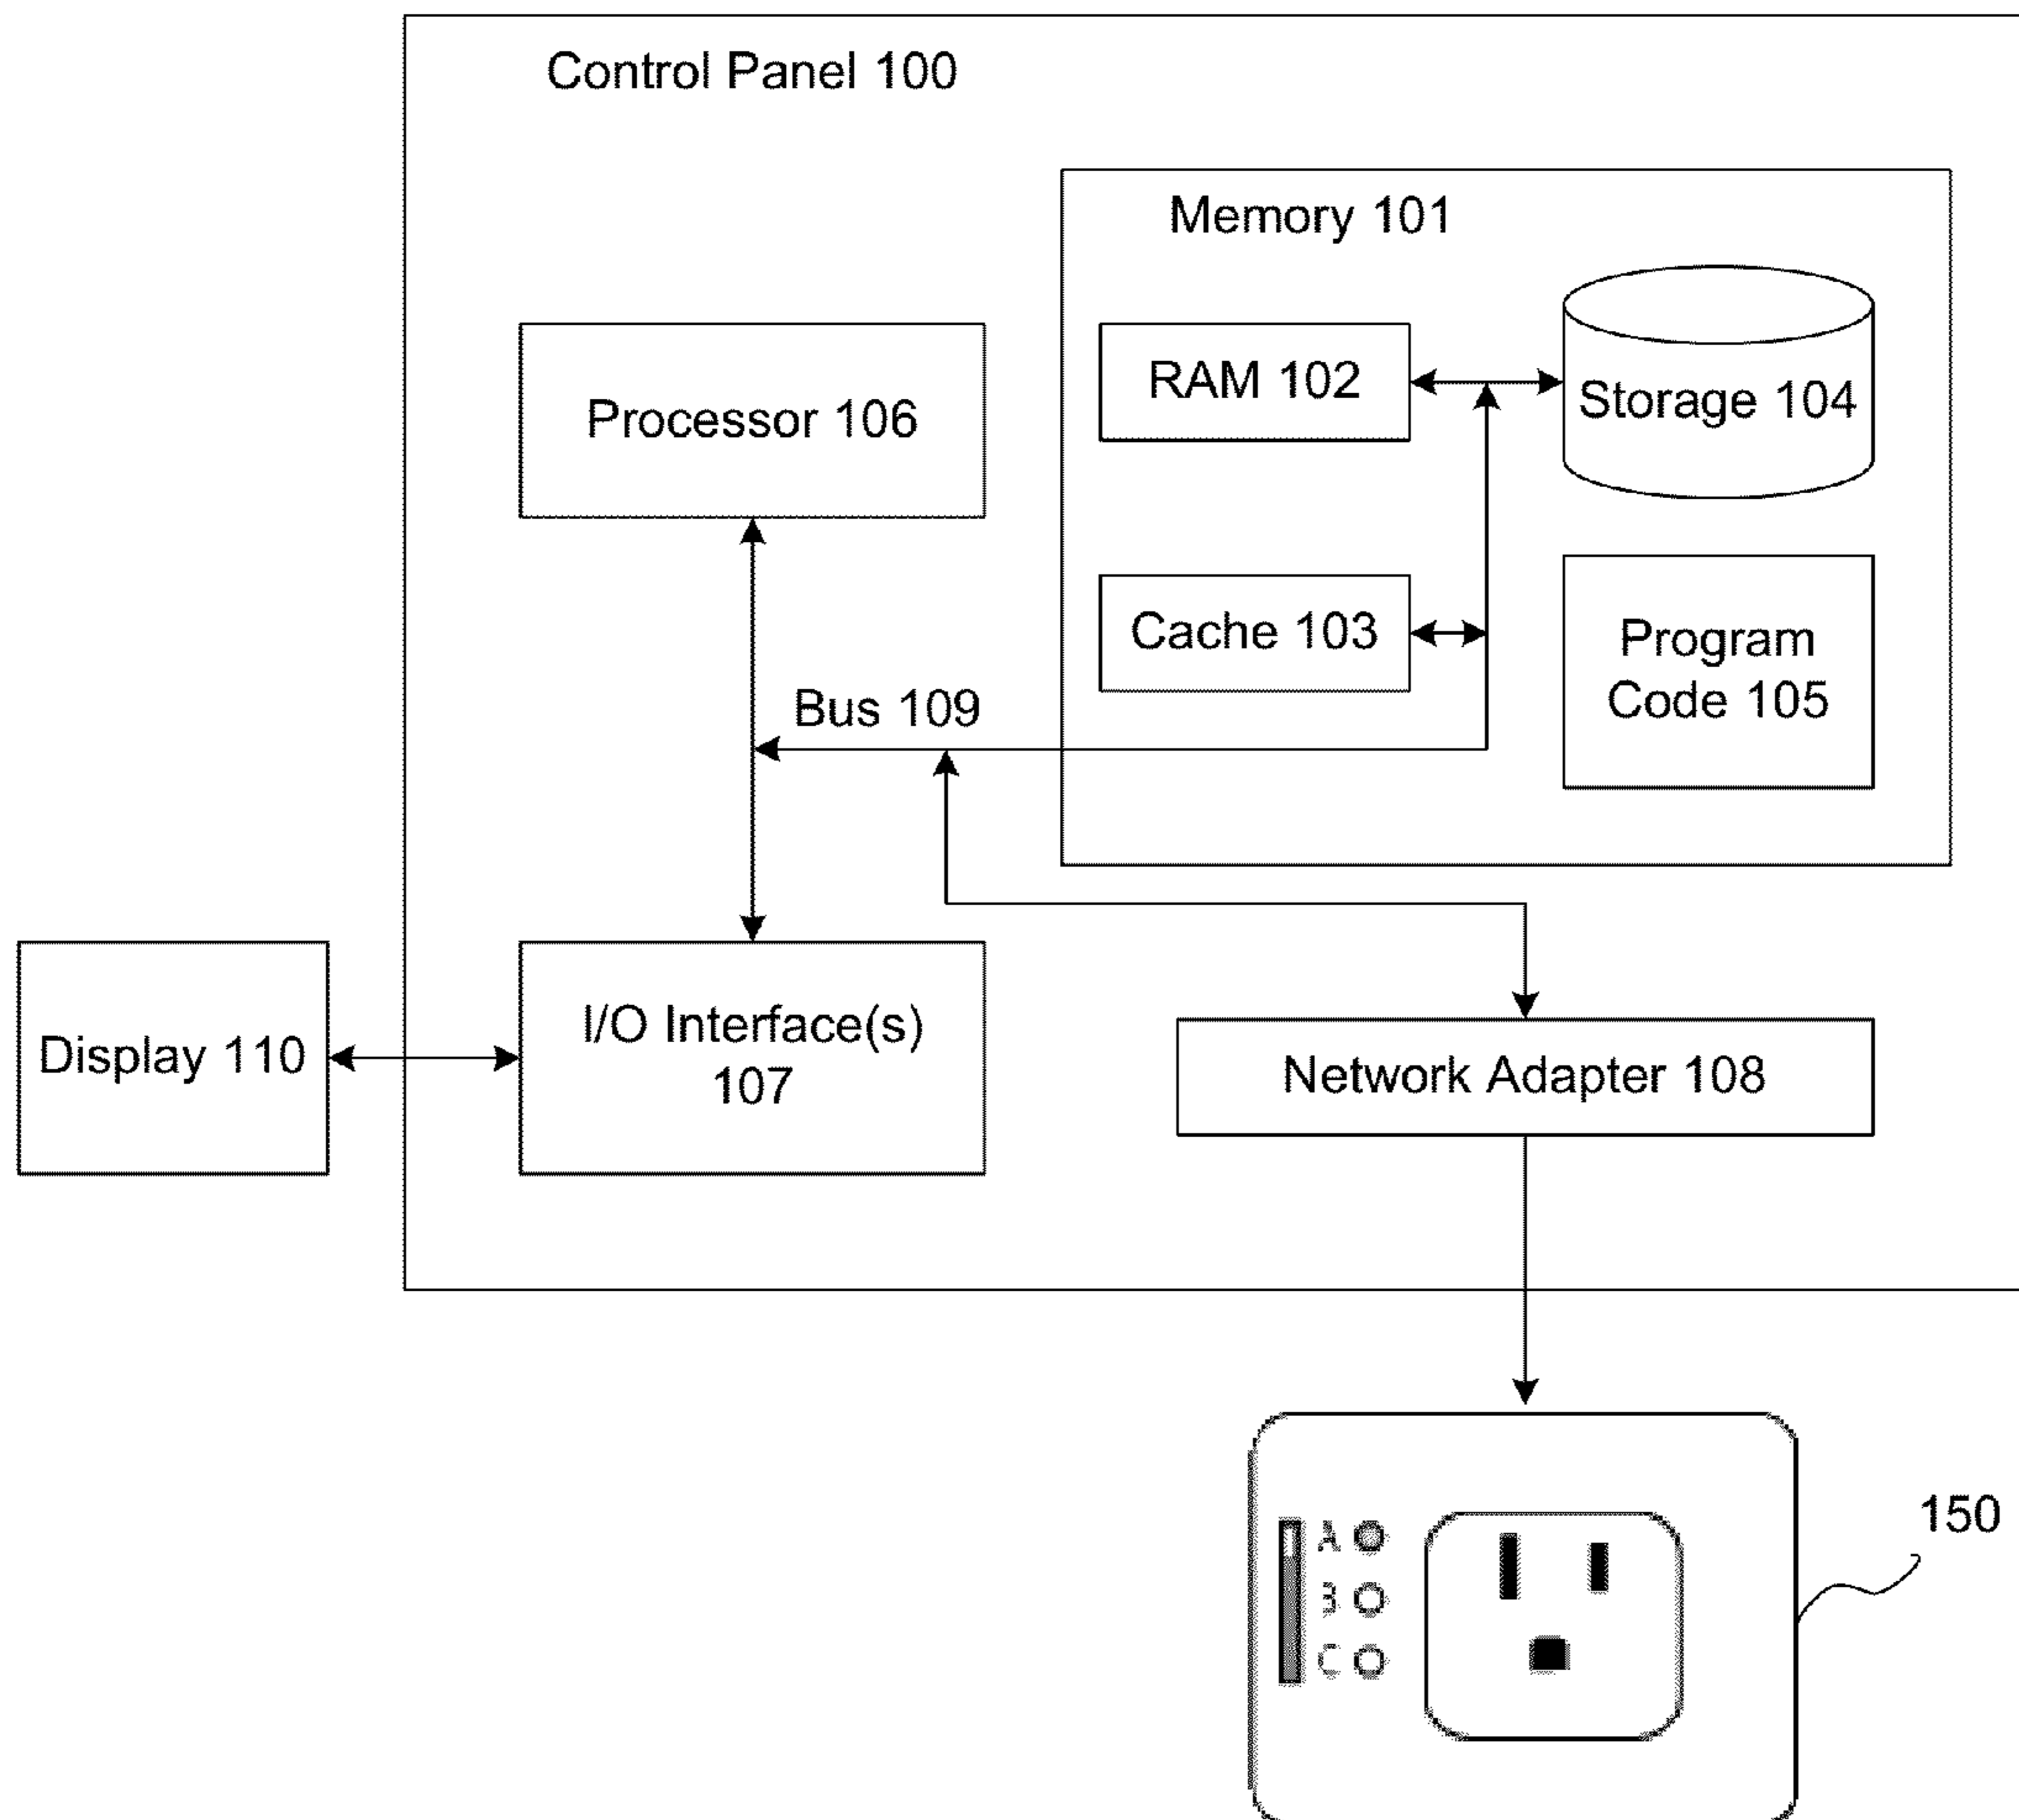 Control Panel 100
Memory 101
RAM 102
Storage 104
Processor 106
Cache 103
Program
Code 105
Bus 109
Display 110
I/O Interface(s)
107
Network Adapter 108
150
A
B
C